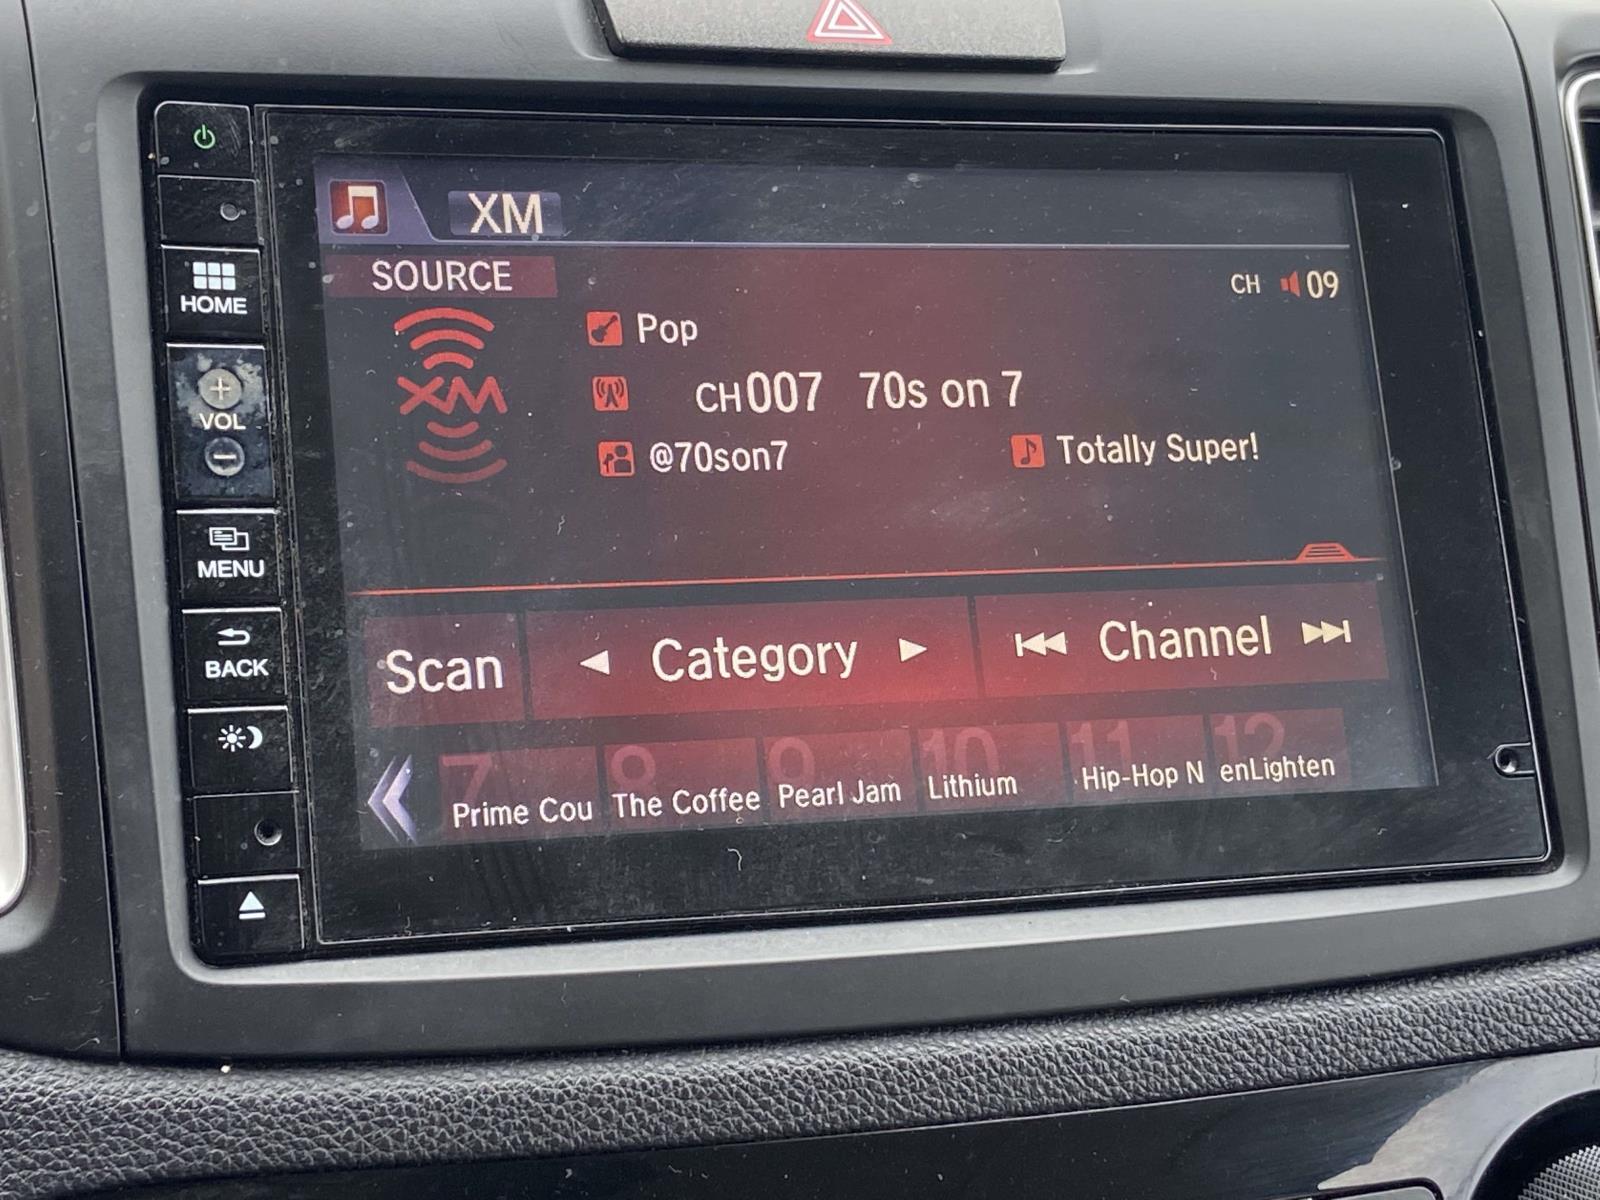 XM
SOURCE
CH 09
Pop
XM
CH007 70s on 7
@70son7
Totally Super!
Scan
Category
Channel
7 8 9 10 11 12
Prime Cou The Coffee Pearl Jam Lithium Hip-Hop N enLighten
HOME
+
VOL
−
MENU
BACK